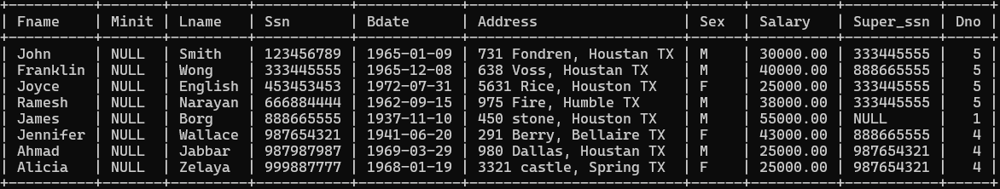 | Fname | Minit | Lname | Ssn | Bdate | Address | Sex | Salary | Super_ssn | Dno |
| John | NULL | Smith | 123456789 | 1965-01-09 | 731 Fondren, Houstan TX | M | 30000.00 | 333445555 | 5 |
| Franklin | NULL | Wong | 333445555 | 1965-12-08 | 638 Voss, Houstan TX | M | 40000.00 | 888665555 | 5 |
| Joyce | NULL | English | 453453453 | 1972-07-31 | 5631 Rice, Houston TX | F | 25000.00 | 333445555 | 5 |
| Ramesh | NULL | Narayan | 666884444 | 1962-09-15 | 975 Fire, Humble TX | M | 38000.00 | 333445555 | 5 |
| James | NULL | Borg | 888665555 | 1937-11-10 | 450 stone, Houston TX | M | 55000.00 | NULL | 1 |
| Jennifer | NULL | Wallace | 987654321 | 1941-06-20 | 291 Berry, Bellaire TX | F | 43000.00 | 888665555 | 4 |
| Ahmad | NULL | Jabbar | 987987987 | 1969-03-29 | 980 Dallas, Houstan TX | M | 25000.00 | 987654321 | 4 |
| Alicia | NULL | Zelaya | 999887777 | 1968-01-19 | 3321 castle, Spring TX | F | 25000.00 | 987654321 | 4 |